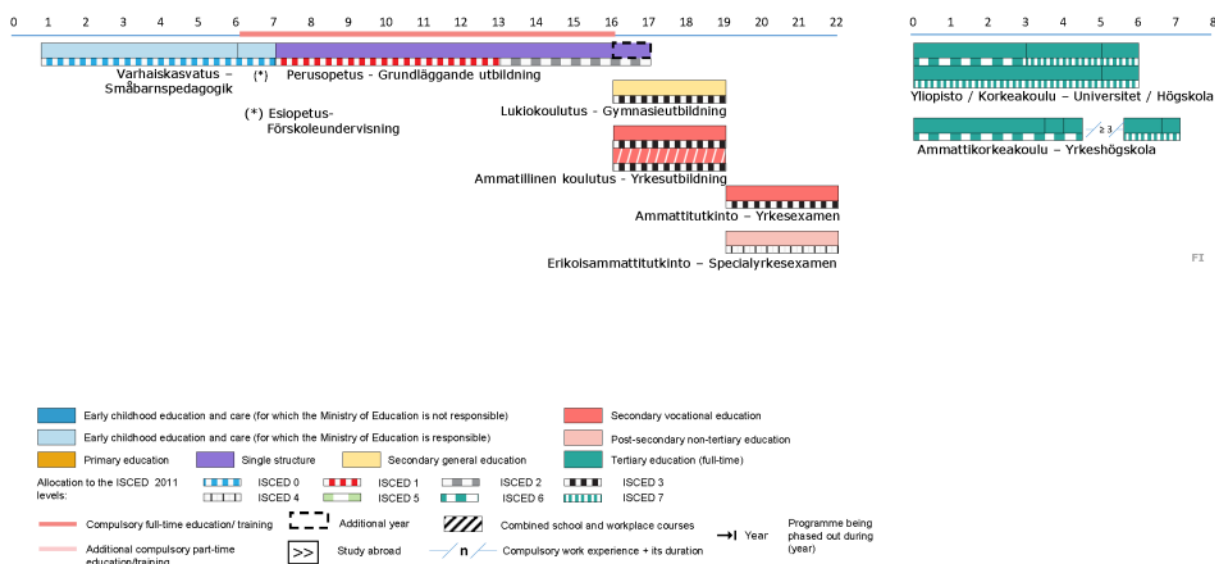 0 1 2 3 4 5 6 7 8 9 10 11 12 13 14 15 16 17 18 19 20 21 22
0 1 2 3 4 5 6 7 8
Varhaiskasvatus –
Småbarnspedagogik
(*)
Perusopetus - Grundläggande utbildning
(*) Esiopetus-
Förskoleundervisning
Lukiokoulutus - Gymnasieutbildning
Ammatillinen koulutus - Yrkesutbildning
Ammattitutkinto – Yrkesexamen
Erikoisammattitutkinto – Specialyrkesexamen
Yliopisto / Korkeakoulu – Universitet / Högskola
≥ 3
Ammattikorkeakoulu – Yrkeshögskola
FI
Early childhood education and care (for which the Ministry of Education is not responsible)
Secondary vocational education
Early childhood education and care (for which the Ministry of Education is responsible)
Post-secondary non-tertiary education
Primary education
Single structure
Secondary general education
Tertiary education (full-time)
Allocation to the ISCED 2011
levels:
ISCED 0
ISCED 1
ISCED 2
ISCED 3
ISCED 4
ISCED 5
ISCED 6
ISCED 7
Compulsory full-time education/ training
Additional year
Combined school and workplace courses
Year
Programme being
phased out during
(year)
Additional compulsory part-time
education/training
>>
Study abroad
n
Compulsory work experience + its duration